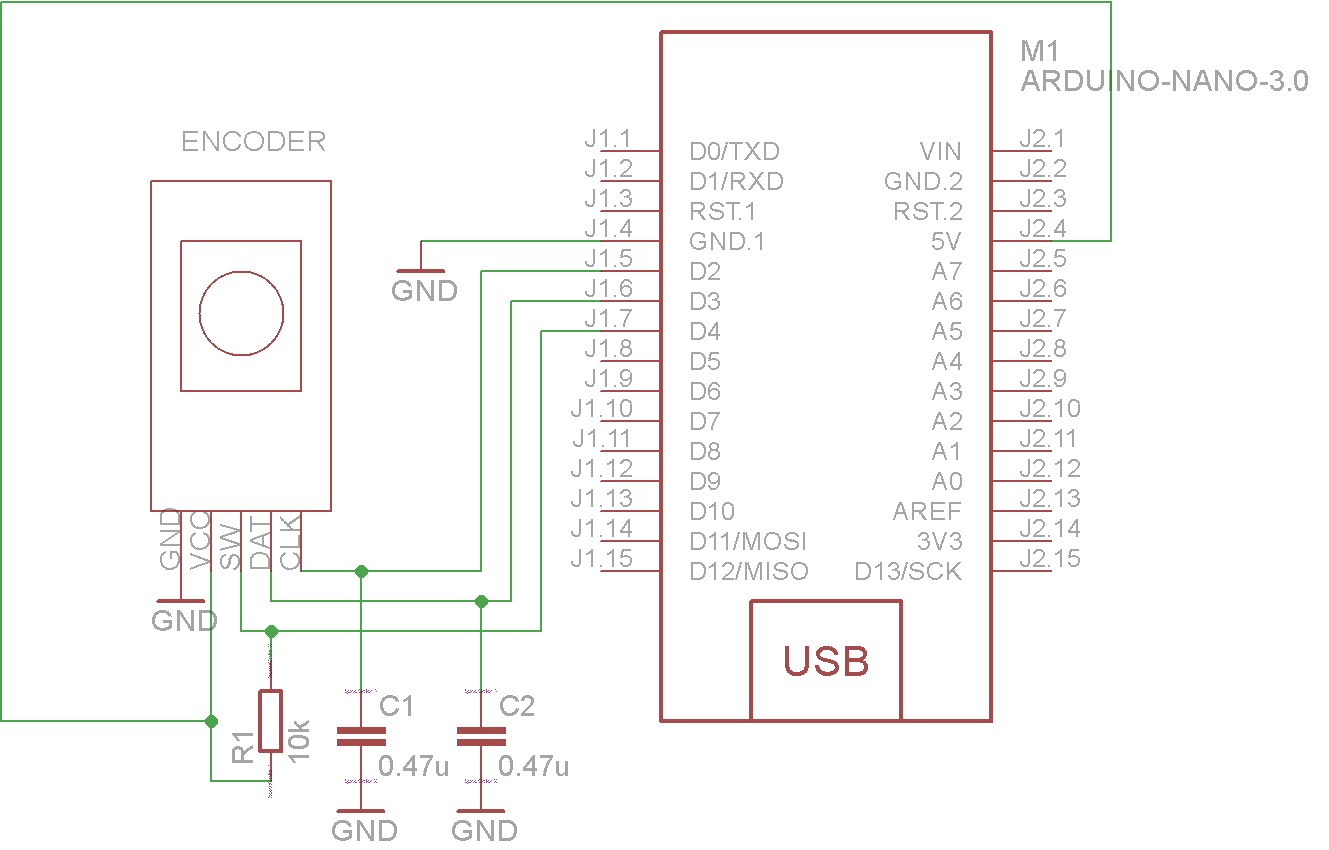 M1
ARDUINO-NANO-3.0
ENCODER
J1.1 D0/TXD VIN J2.1
J1.2 D1/RXD GND.2 J2.2
J1.3 RST.1 RST.2 J2.3
J1.4 GND.1 5V J2.4
J1.5 D2 A7 J2.5
J1.6 D3 A6 J2.6
J1.7 D4 A5 J2.7
J1.8 D5 A4 J2.8
J1.9 D6 A3 J2.9
J1.10 D7 A2 J2.10
J1.11 D8 A1 J2.11
J1.12 D9 A0 J2.12
J1.13 D10 AREF J2.13
J1.14 D11/MOSI 3V3 J2.14
J1.15 D12/MISO D13/SCK J2.15
GND
GND
VCC
SW
DAT
CLK
GND
USB
R1
10k
C1
0.47u
C2
0.47u
GND
GND